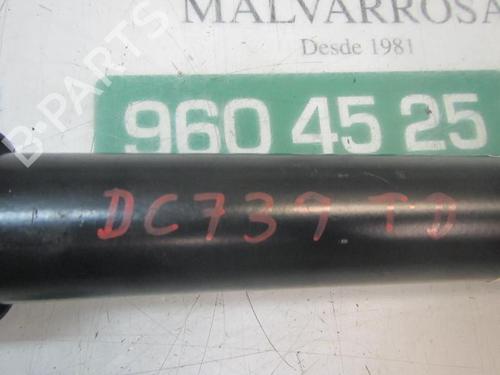 MALVARROSA
Desde 1981
960 45 25
DC739 TD
B-PARTS